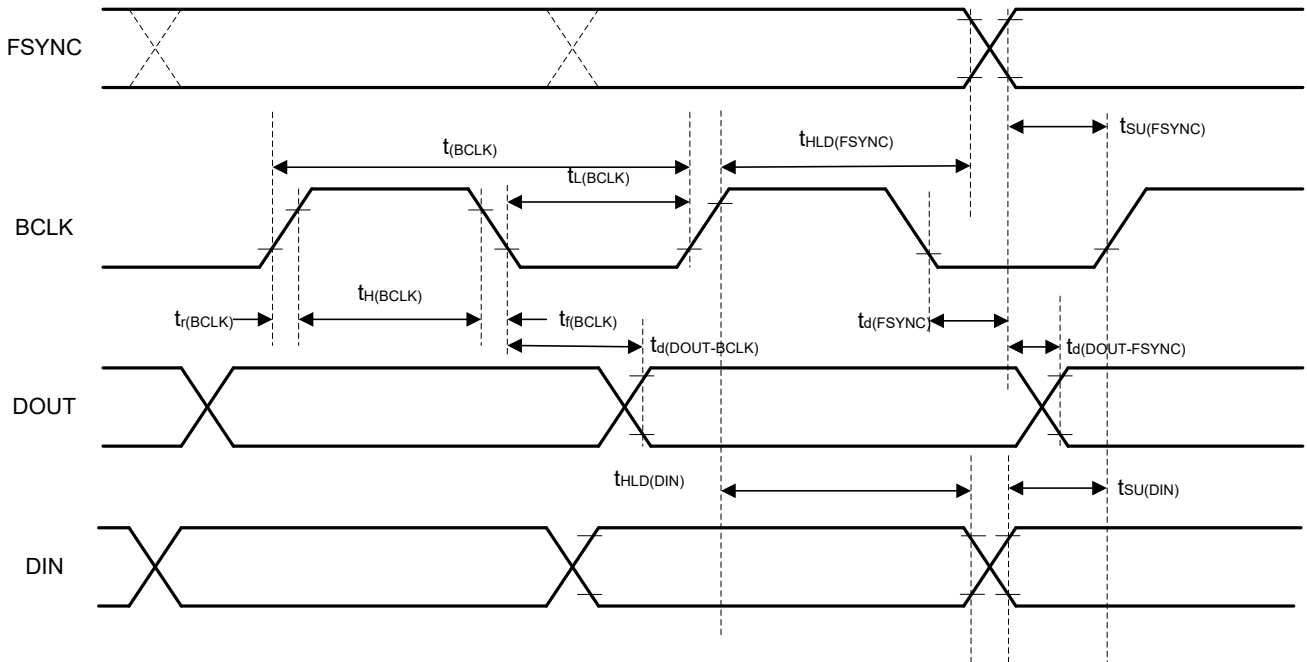 FSYNC
tSU(FSYNC)
tHLD(FSYNC)
t(BCLK)
tL(BCLK)
BCLK
tH(BCLK)
tr(BCLK)
tf(BCLK)
td(FSYNC)
td(DOUT-BCLK)
td(DOUT-FSYNC)
DOUT
tHLD(DIN)
tSU(DIN)
DIN